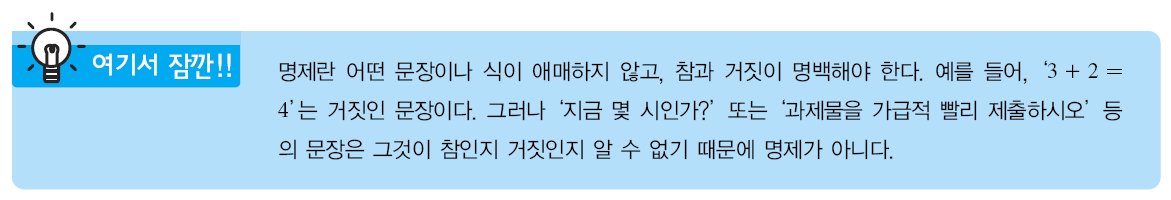 여기서 잠깐!!
명제란 어떤 문장이나 식이 애매하지 않고, 참과 거짓이 명백해야 한다. 예를 들어, ‘3 + 2 =
4’는 거짓인 문장이다. 그러나 ‘지금 몇 시인가?’ 또는 ‘과제물을 가급적 빨리 제출하시오’ 등
의 문장은 그것이 참인지 거짓인지 알 수 없기 때문에 명제가 아니다.